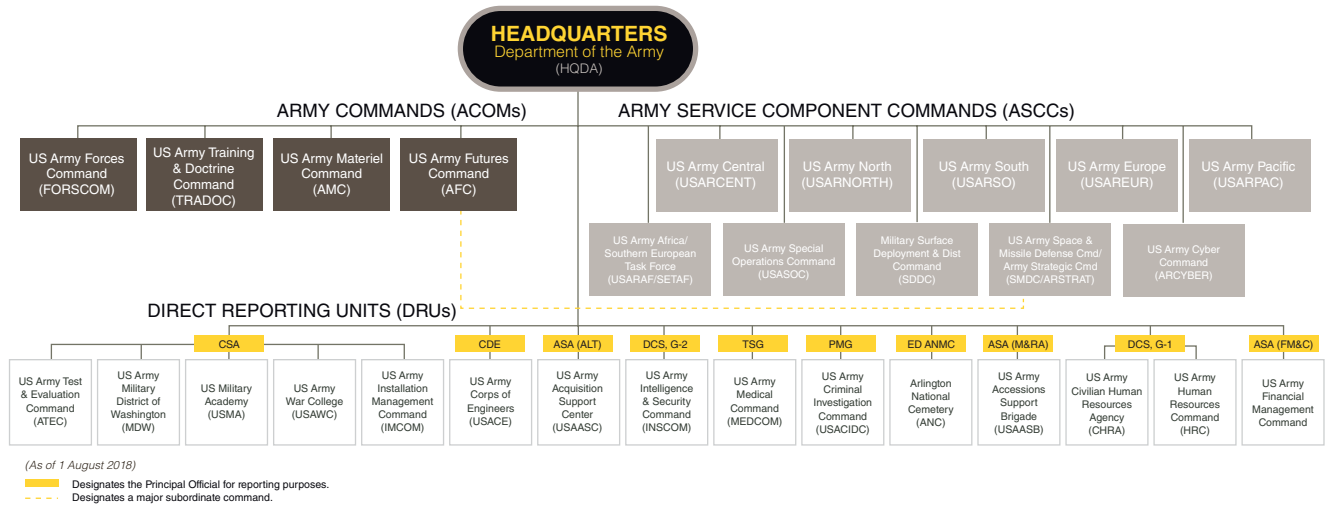 HEADQUARTERS
Department of the Army
(HQDA)
ARMY COMMANDS (ACOMs)
ARMY SERVICE COMPONENT COMMANDS (ASCCs)
US Army Forces
Command
(FORSCOM)
US Army Training
& Doctrine
Command
(TRADOC)
US Army Materiel
Command
(AMC)
US Army Futures
Command
(AFC)
US Army Central
(USARCENT)
US Army North
(USARNORTH)
US Army South
(USARSO)
US Army Europe
(USAREUR)
US Army Pacific
(USARPAC)
US Army Africa/
Southern European
Task Force
(USARAF/SETAF)
US Army Special
Operations Command
(USASOC)
Military Surface
Deployment & Dist
Command
(SDDC)
US Army Space &
Missile Defense Cmd/
Army Strategic Cmd
(SMDC/ARSTRAT)
US Army Cyber
Command
(ARCYBER)
DIRECT REPORTING UNITS (DRUs)
CSA
CDE
ASA (ALT)
DCS, G-2
TSG
PMG
ED ANMC
ASA (M&RA)
DCS, G-1
ASA (FM&C)
US Army Test
& Evaluation
Command
(ATEC)
US Army
Military
District of
Washington
(MDW)
US Military
Academy
(USMA)
US Army
War College
(USAWC)
US Army
Installation
Management
Command
(IMCOM)
US Army
Corps of
Engineers
(USACE)
US Army
Acquisition
Support
Center
(USAASC)
US Army
Intelligence
& Security
Command
(INSCOM)
US Army
Medical
Command
(MEDCOM)
US Army
Criminal
Investigation
Command
(USACIDC)
Arlington
National
Cemetery
(ANC)
US Army
Accessions
Support
Brigade
(USAASB)
US Army
Civilian Human
Resources
Agency
(CHRA)
US Army
Human
Resources
Command
(HRC)
US Army
Financial
Management
Command
(As of 1 August 2018)
Designates the Principal Official for reporting purposes.
Designates a major subordinate command.